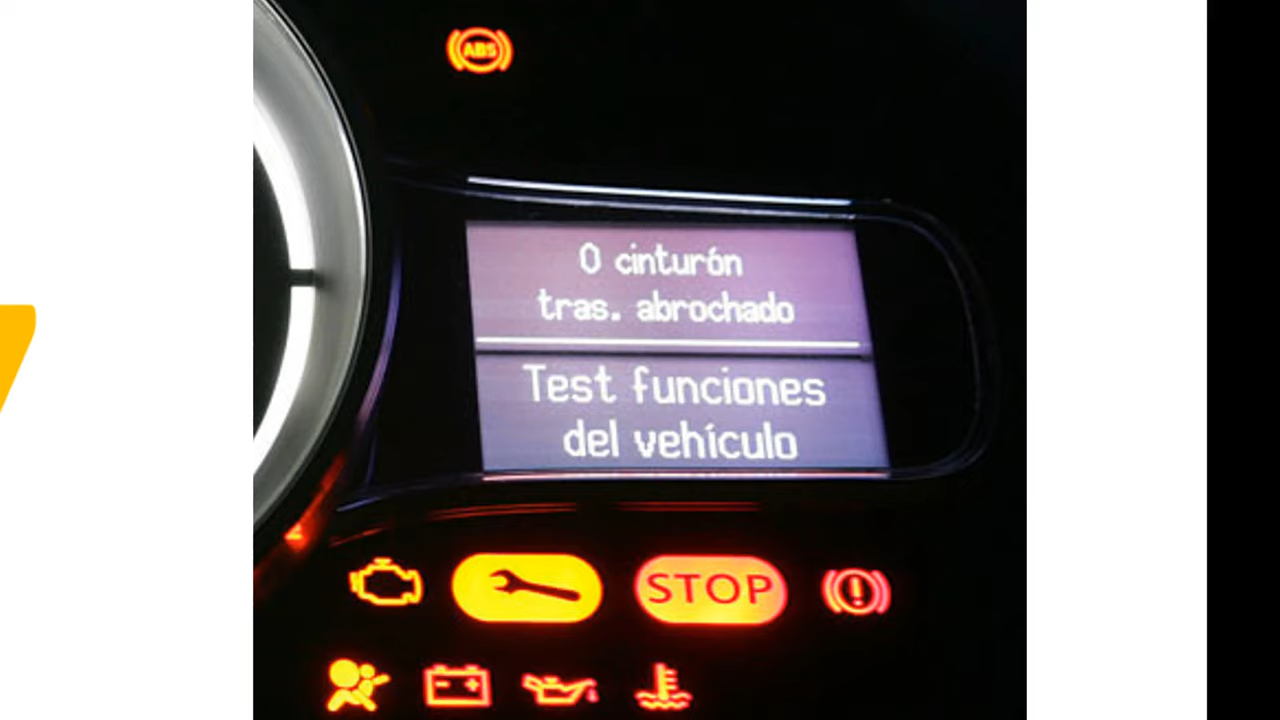 ABS
0 cinturón
tras. abrochado
Test funciones
del vehículo
STOP